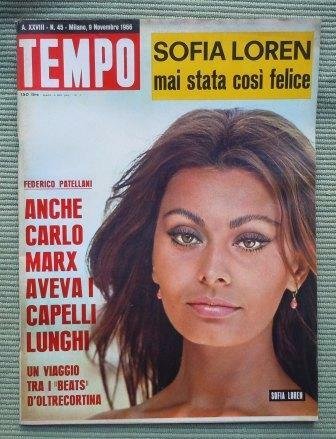 A. XXVIII - N. 45 - Milano, 9 Novembre 1966
TEMPO
150 lire
SOFIA LOREN
mai stata così felice
FEDERICO PATELLANI
ANCHE
CARLO
MARX
AVEVA I
CAPELLI
LUNGHI
UN VIAGGIO
TRA I "BEATS"
D'OLTRECORTINA
SOFIA LOREN